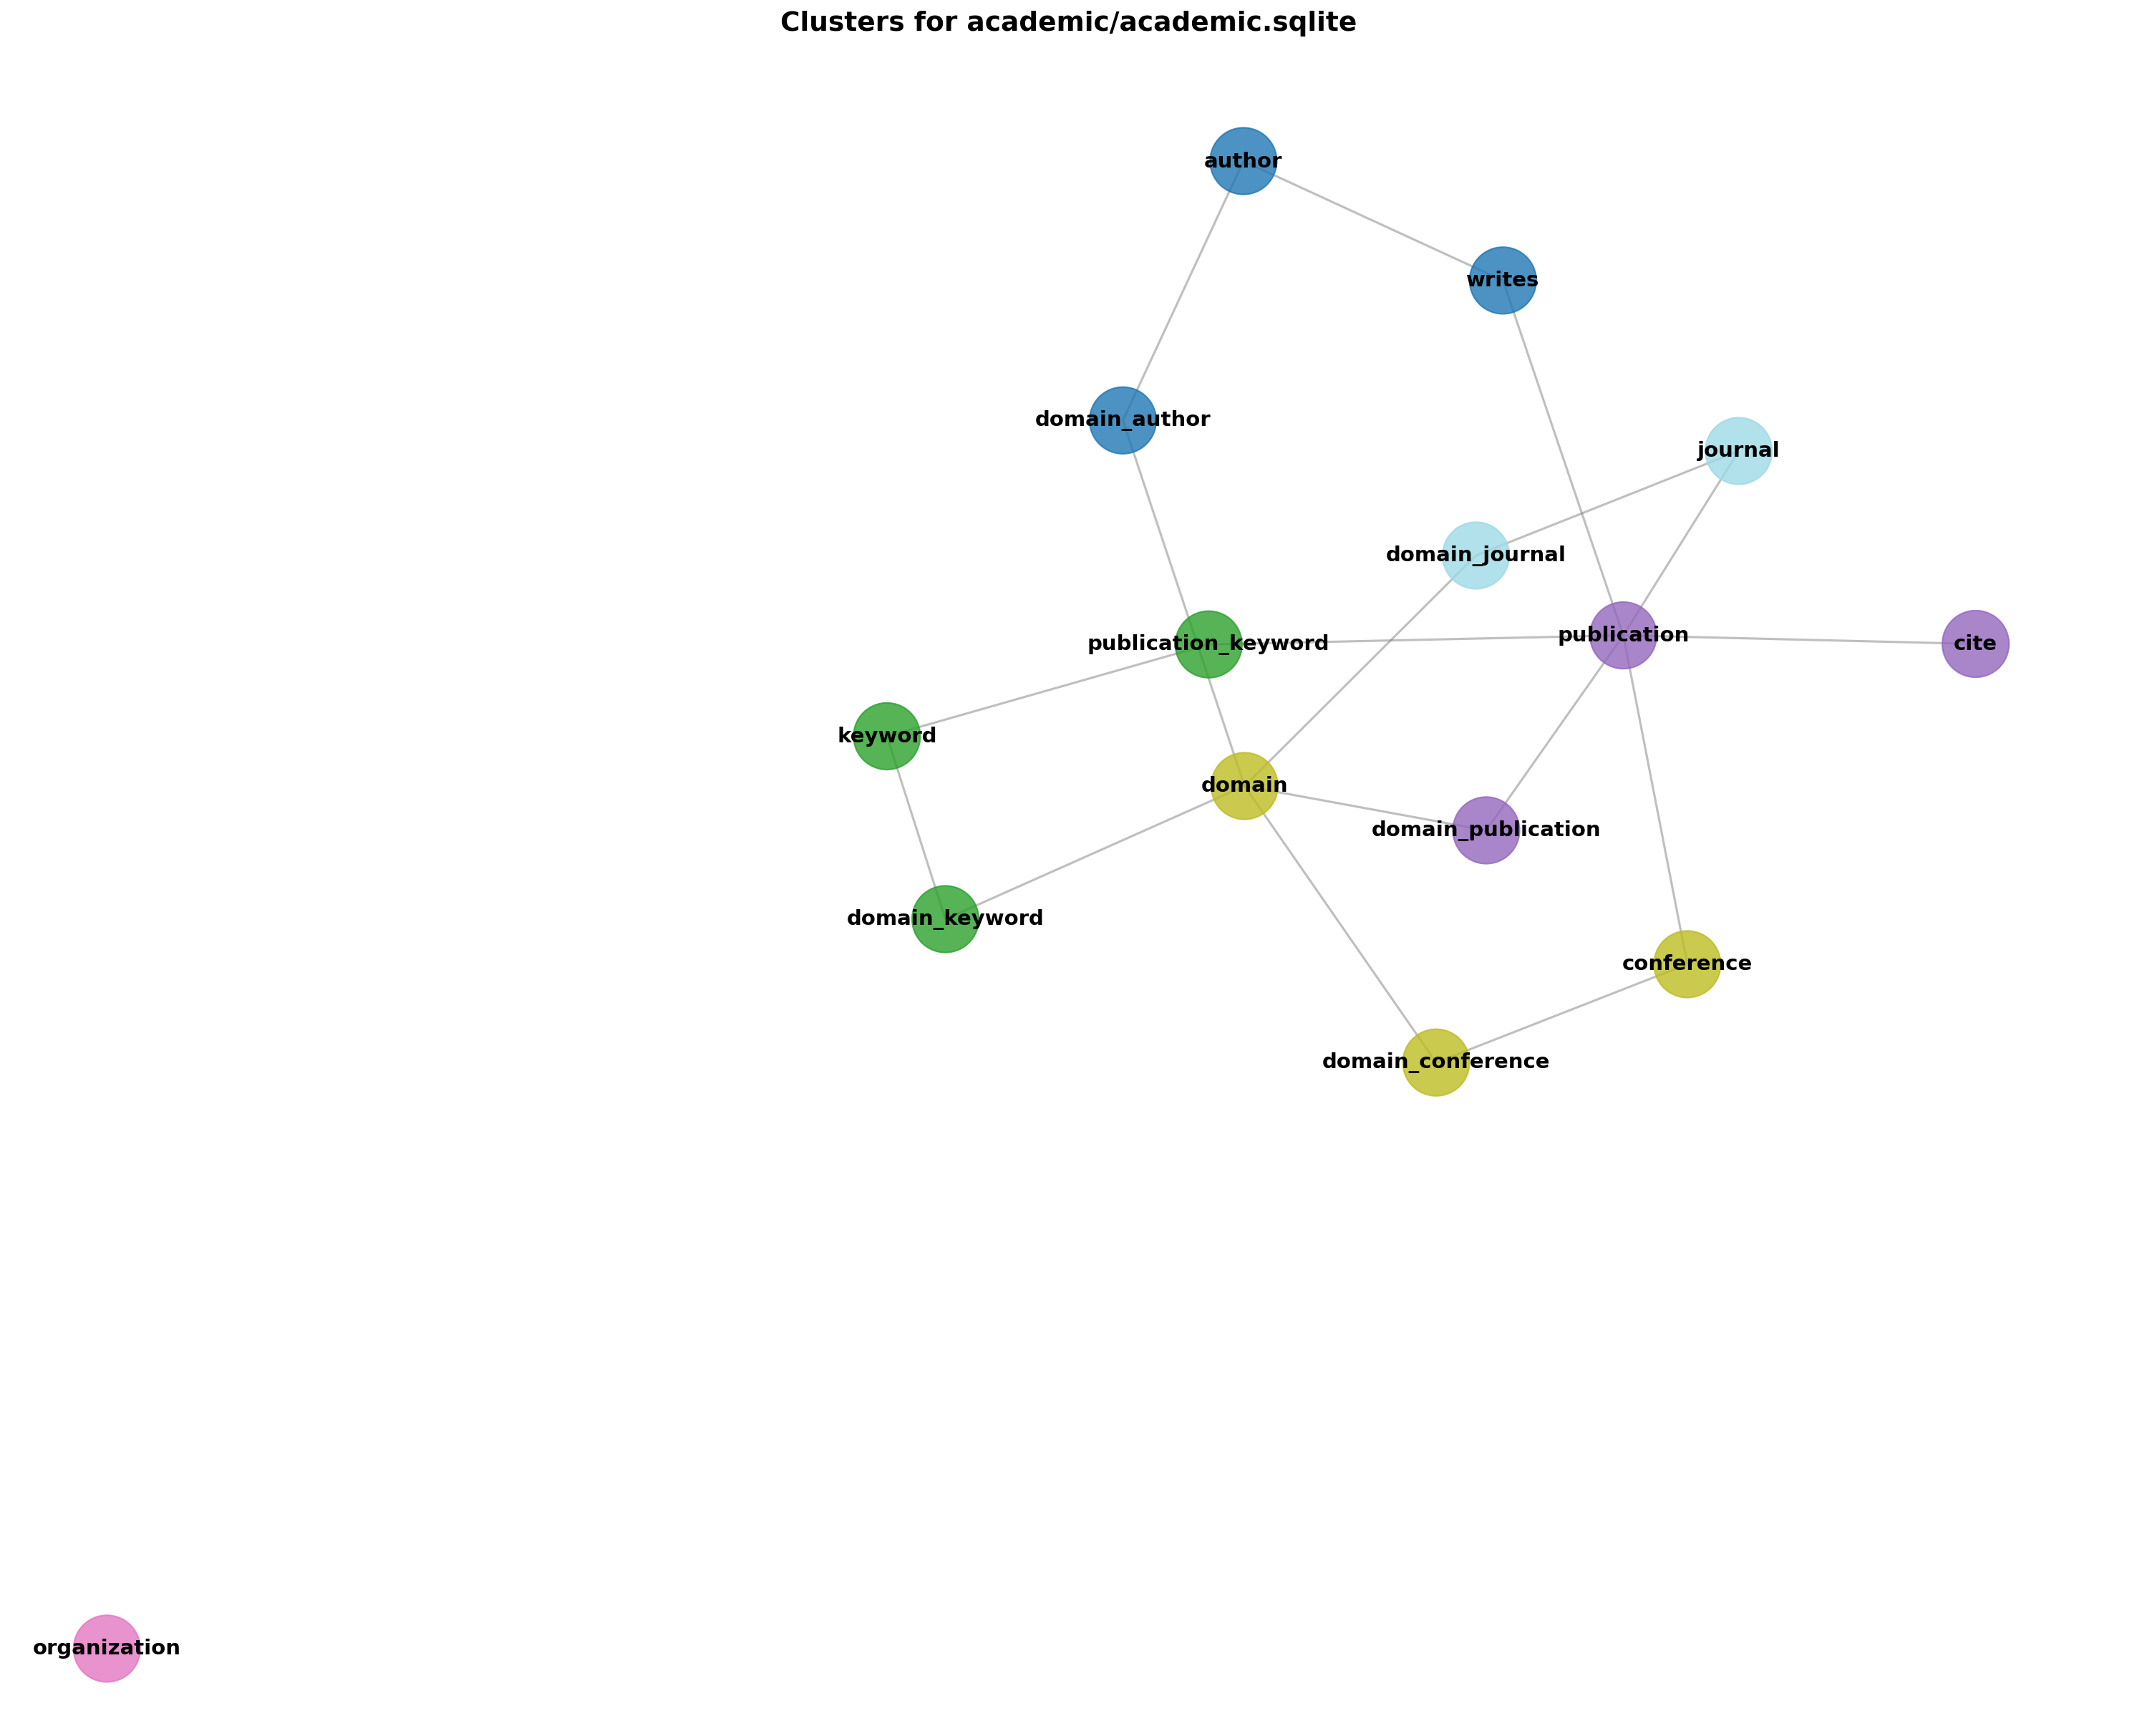 Clusters for academic/academic.sqlite
author
writes
domain_author
journal
domain_journal
publication_keyword
publication
cite
keyword
domain
domain_publication
domain_keyword
conference
domain_conference
organization